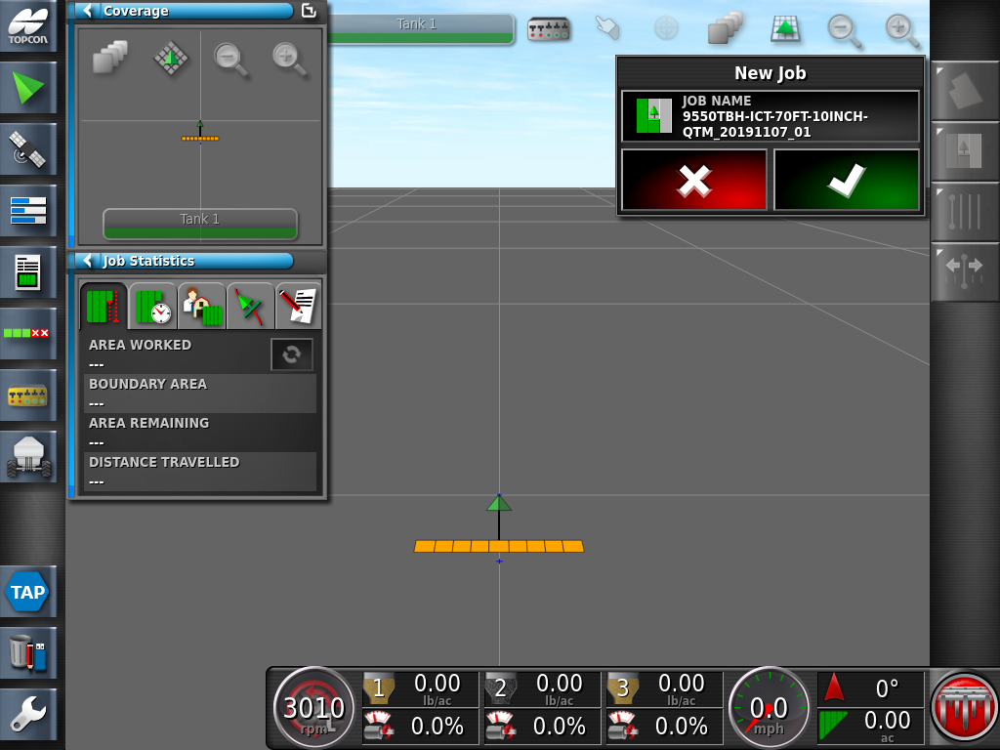 TOPCON
Coverage
Tank 1
Job Statistics
AREA WORKED
---
BOUNDARY AREA
---
AREA REMAINING
---
DISTANCE TRAVELLED
---
TAP
Tank 1
New Job
JOB NAME
9550TBH-ICT-70FT-10INCH-
QTM_20191107_01
3010
rpm
1
1 0.00
lb/ac
0.0%
2 0.00
lb/ac
0.0%
3 0.00
lb/ac
0.0%
0.0
mph
0°
0.00
ac